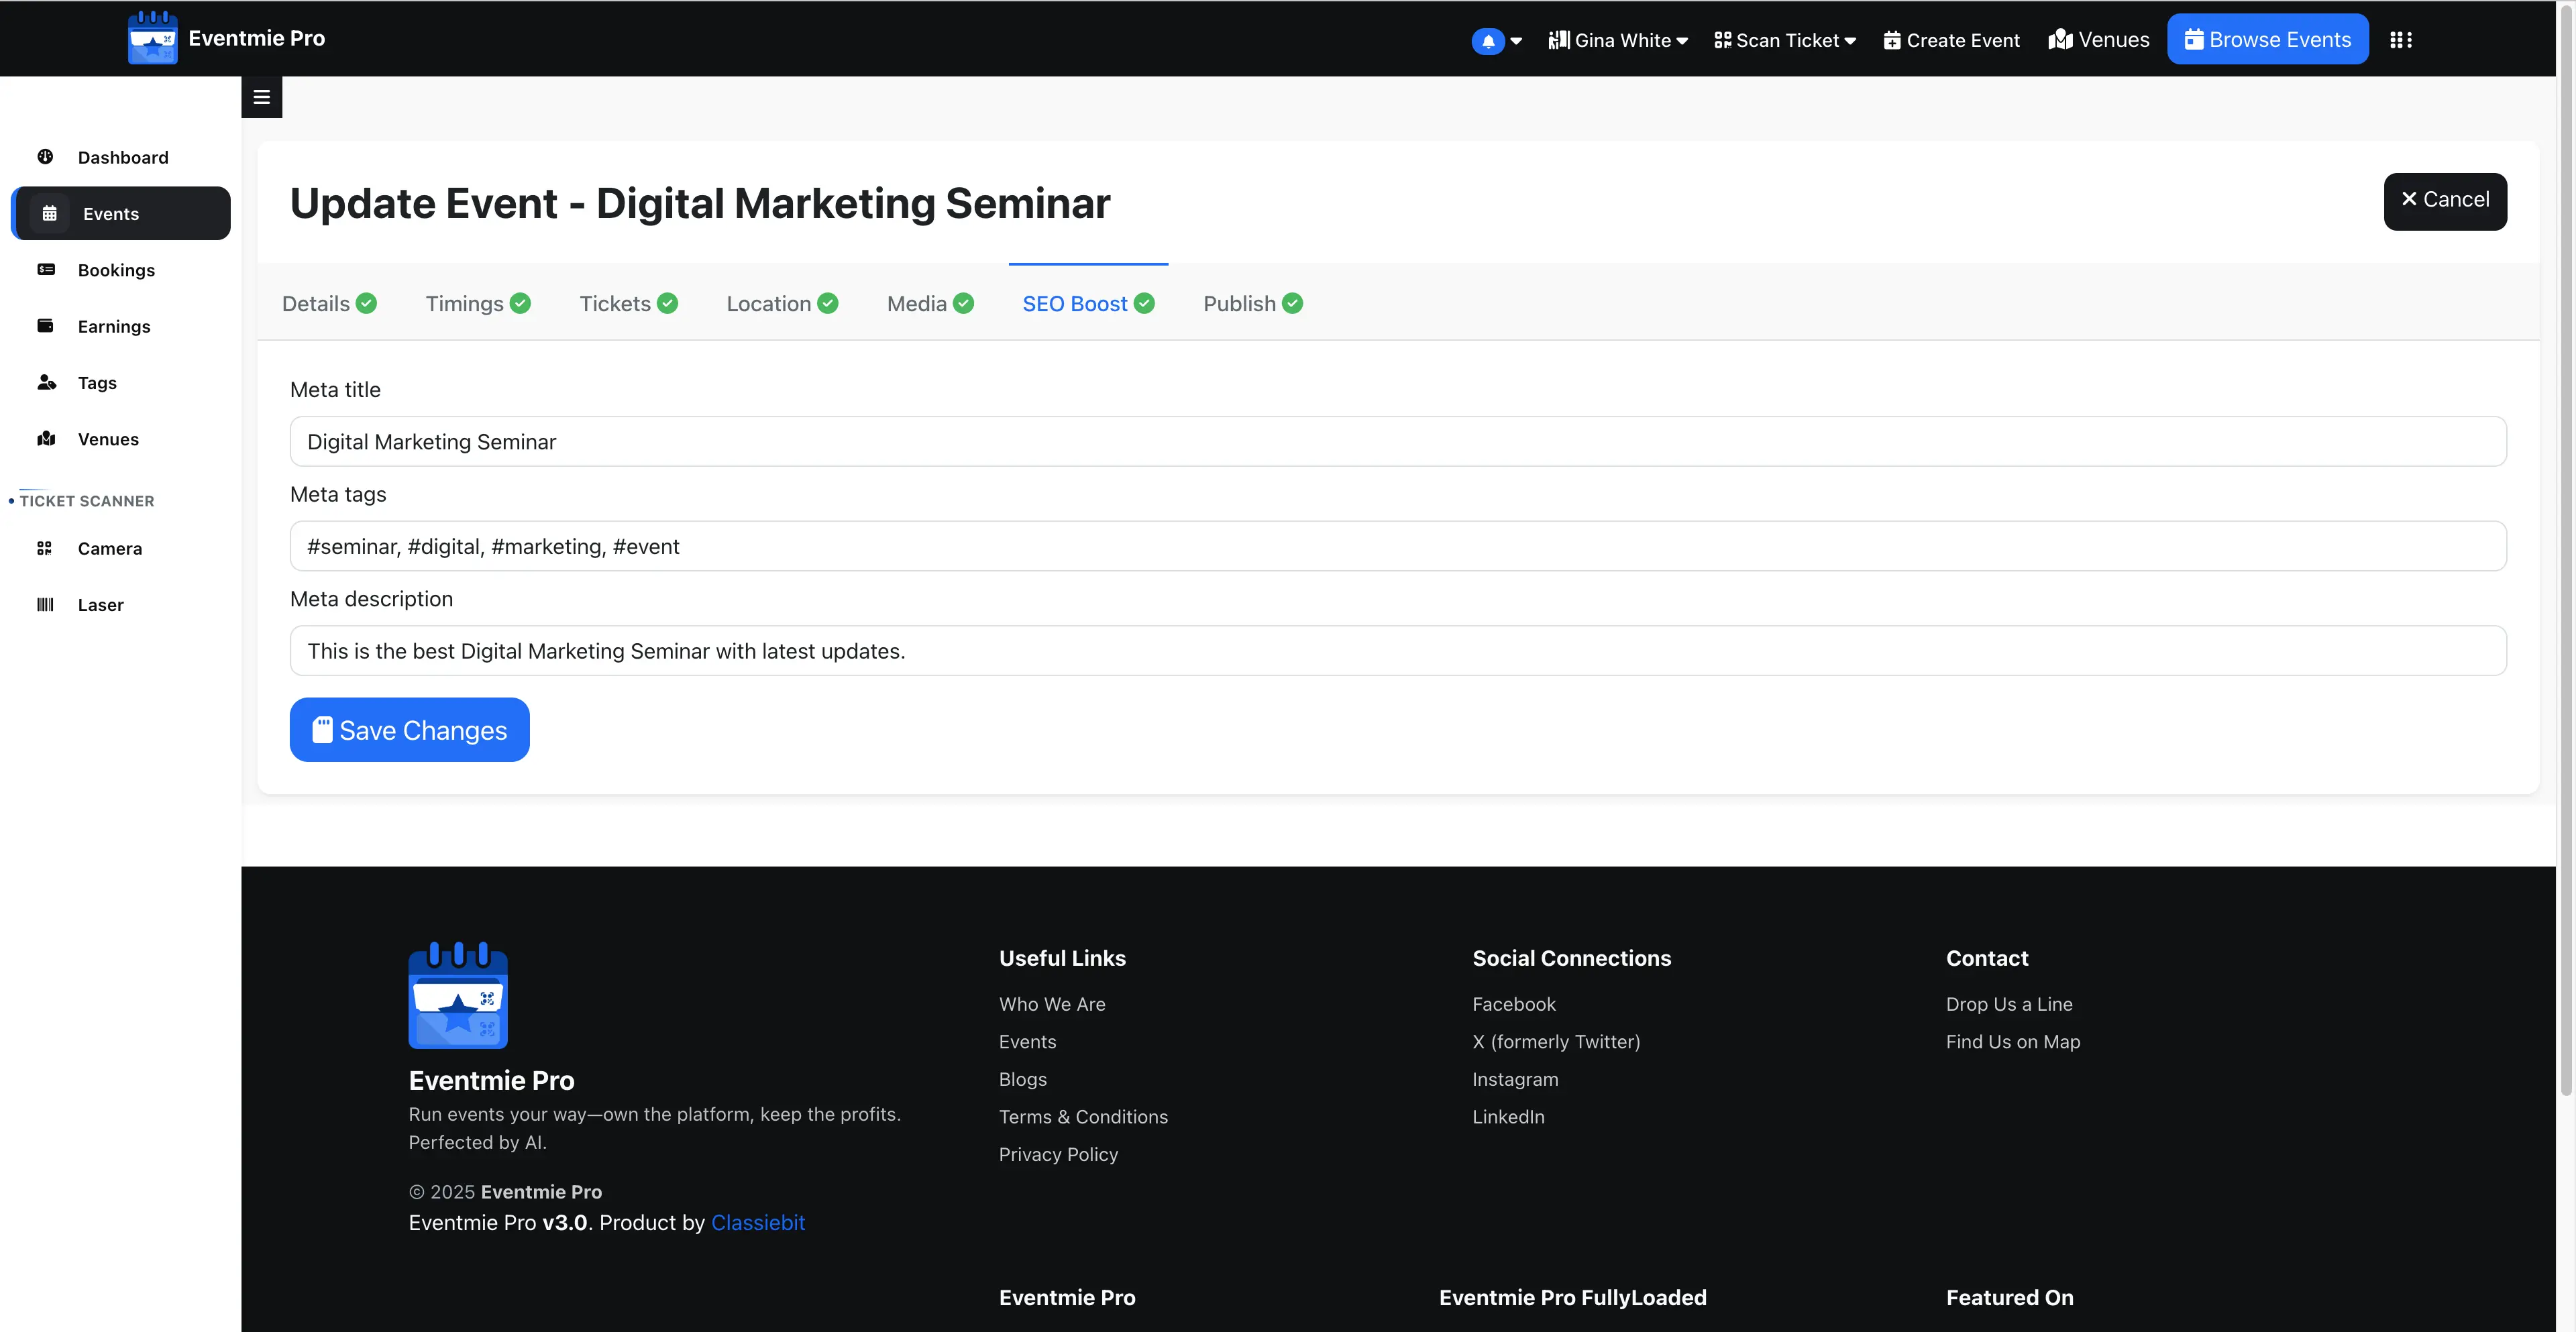 Eventmie Pro
Gina White
Scan Ticket
Create Event
Venues
Browse Events
Dashboard
Events
Bookings
Earnings
Tags
Venues
TICKET SCANNER
Camera
Laser
Update Event - Digital Marketing Seminar
Cancel
Details
Timings
Tickets
Location
Media
SEO Boost
Publish
Meta title
Digital Marketing Seminar
Meta tags
#seminar, #digital, #marketing, #event
Meta description
This is the best Digital Marketing Seminar with latest updates.
Save Changes
Eventmie Pro
Run events your way—own the platform, keep the profits.
Perfected by AI.
© 2025 Eventmie Pro
Eventmie Pro v3.0. Product by Classiebit
Useful Links
Who We Are
Events
Blogs
Terms & Conditions
Privacy Policy
Social Connections
Facebook
X (formerly Twitter)
Instagram
LinkedIn
Contact
Drop Us a Line
Find Us on Map
Eventmie Pro
Eventmie Pro FullyLoaded
Featured On